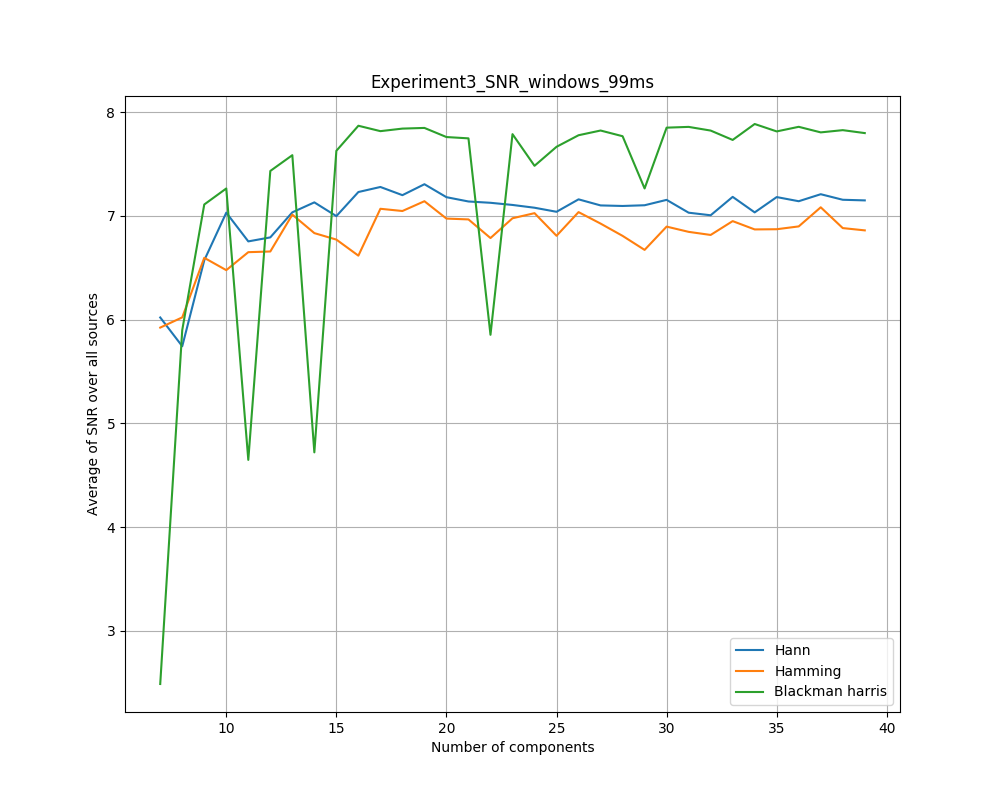 Experiment3_SNR_windows_99ms
8
7
6
5
4
3
Average of SNR over all sources
10 15 20 25 30 35 40
Number of components
Hann
Hamming
Blackman harris